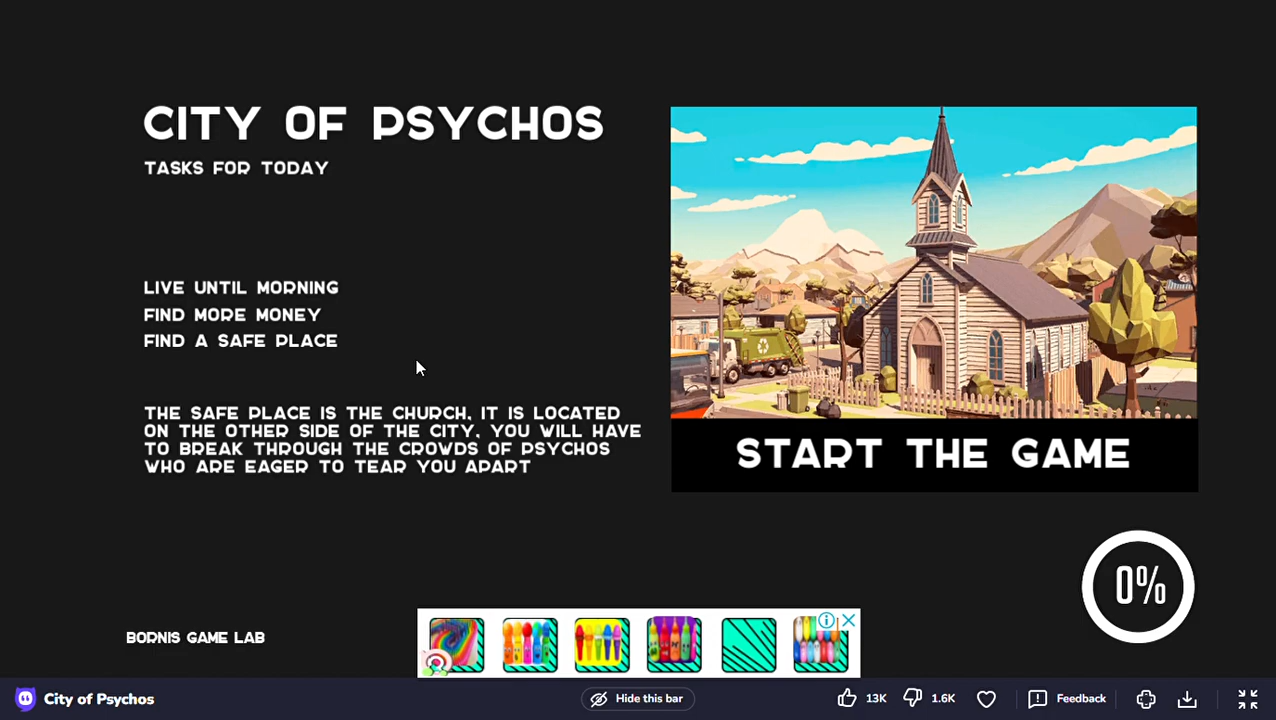 CITY OF PSYCHOS
TASKS FOR TODAY
LIVE UNTIL MORNING
FIND MORE MONEY
FIND A SAFE PLACE
THE SAFE PLACE IS THE CHURCH, IT IS LOCATED
ON THE OTHER SIDE OF THE CITY, YOU WILL HAVE
TO BREAK THROUGH THE CROWDS OF PSYCHOS
WHO ARE EAGER TO TEAR YOU APART
START THE GAME
0%
BORNIS GAME LAB
City of Psychos
Hide this bar
13K
1.6K
Feedback